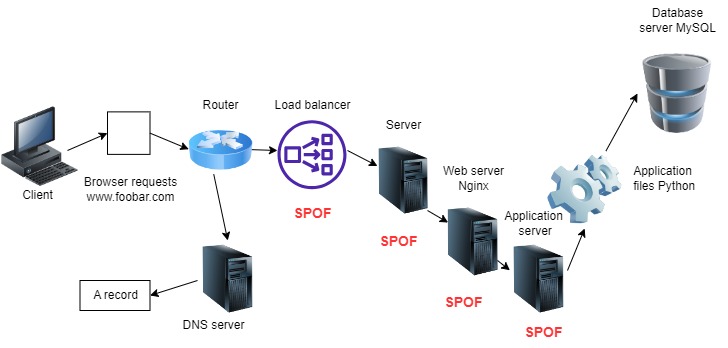 Database
server MySQL
Router
Load balancer
Server
Web server
Nginx
Application
files Python
Client
Browser requests
www.foobar.com
SPOF
Application
server
SPOF
A record
SPOF
DNS server
SPOF